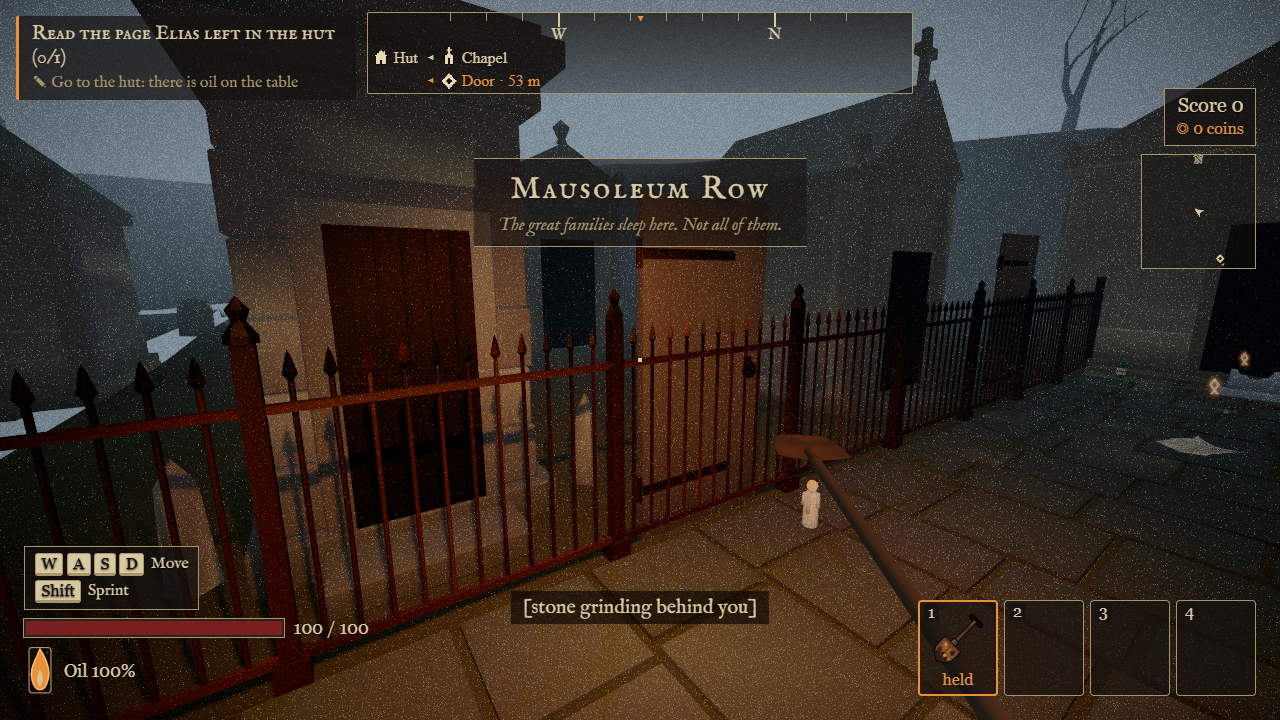 Read the page Elias left in the hut
(0/1)
Go to the hut: there is oil on the table
W
N
Hut
Chapel
Door · 53 m
Score 0
0 coins
N
Mausoleum Row
The great families sleep here. Not all of them.
W A S D Move
Shift Sprint
[stone grinding behind you]
100 / 100
Oil 100%
1
2
3
4
held